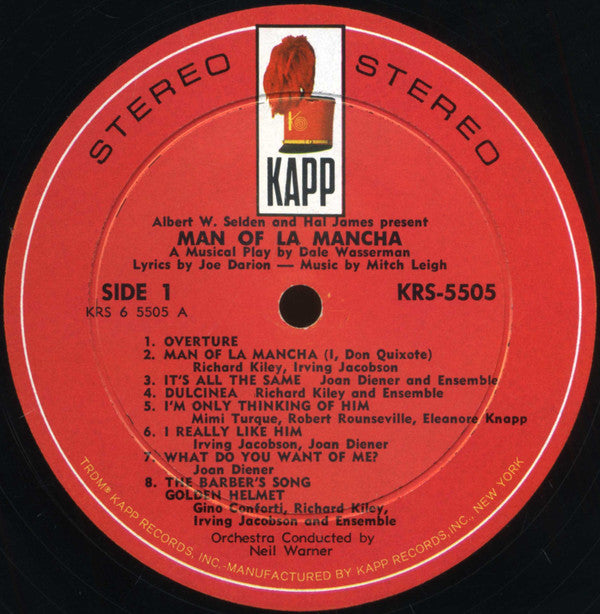 STEREO STEREO
KAPP
Albert W. Selden and Hal James present
MAN OF LA MANCHA
A Musical Play by Dale Wasserman
Lyrics by Joe Darion — Music by Mitch Leigh
SIDE 1 KRS-5505
KRS 6 5505 A
1. OVERTURE
2. MAN OF LA MANCHA (I, Don Quixote)
Richard Kiley, Irving Jacobson
3. IT'S ALL THE SAME Joan Diener and Ensemble
4. DULCINEA Richard Kiley and Ensemble
5. I'M ONLY THINKING OF HIM
Mimi Turque, Robert Rounseville, Eleanore Knapp
6. I REALLY LIKE HIM
Irving Jacobson, Joan Diener
7. WHAT DO YOU WANT OF ME?
Joan Diener
8. THE BARBER'S SONG
GOLDEN HELMET
Gino Conforti, Richard Kiley,
Irving Jacobson and Ensemble
Orchestra Conducted by
Neil Warner
TRDM® KAPP RECORDS, INC.-MANUFACTURED BY KAPP RECORDS, INC., NEW YORK